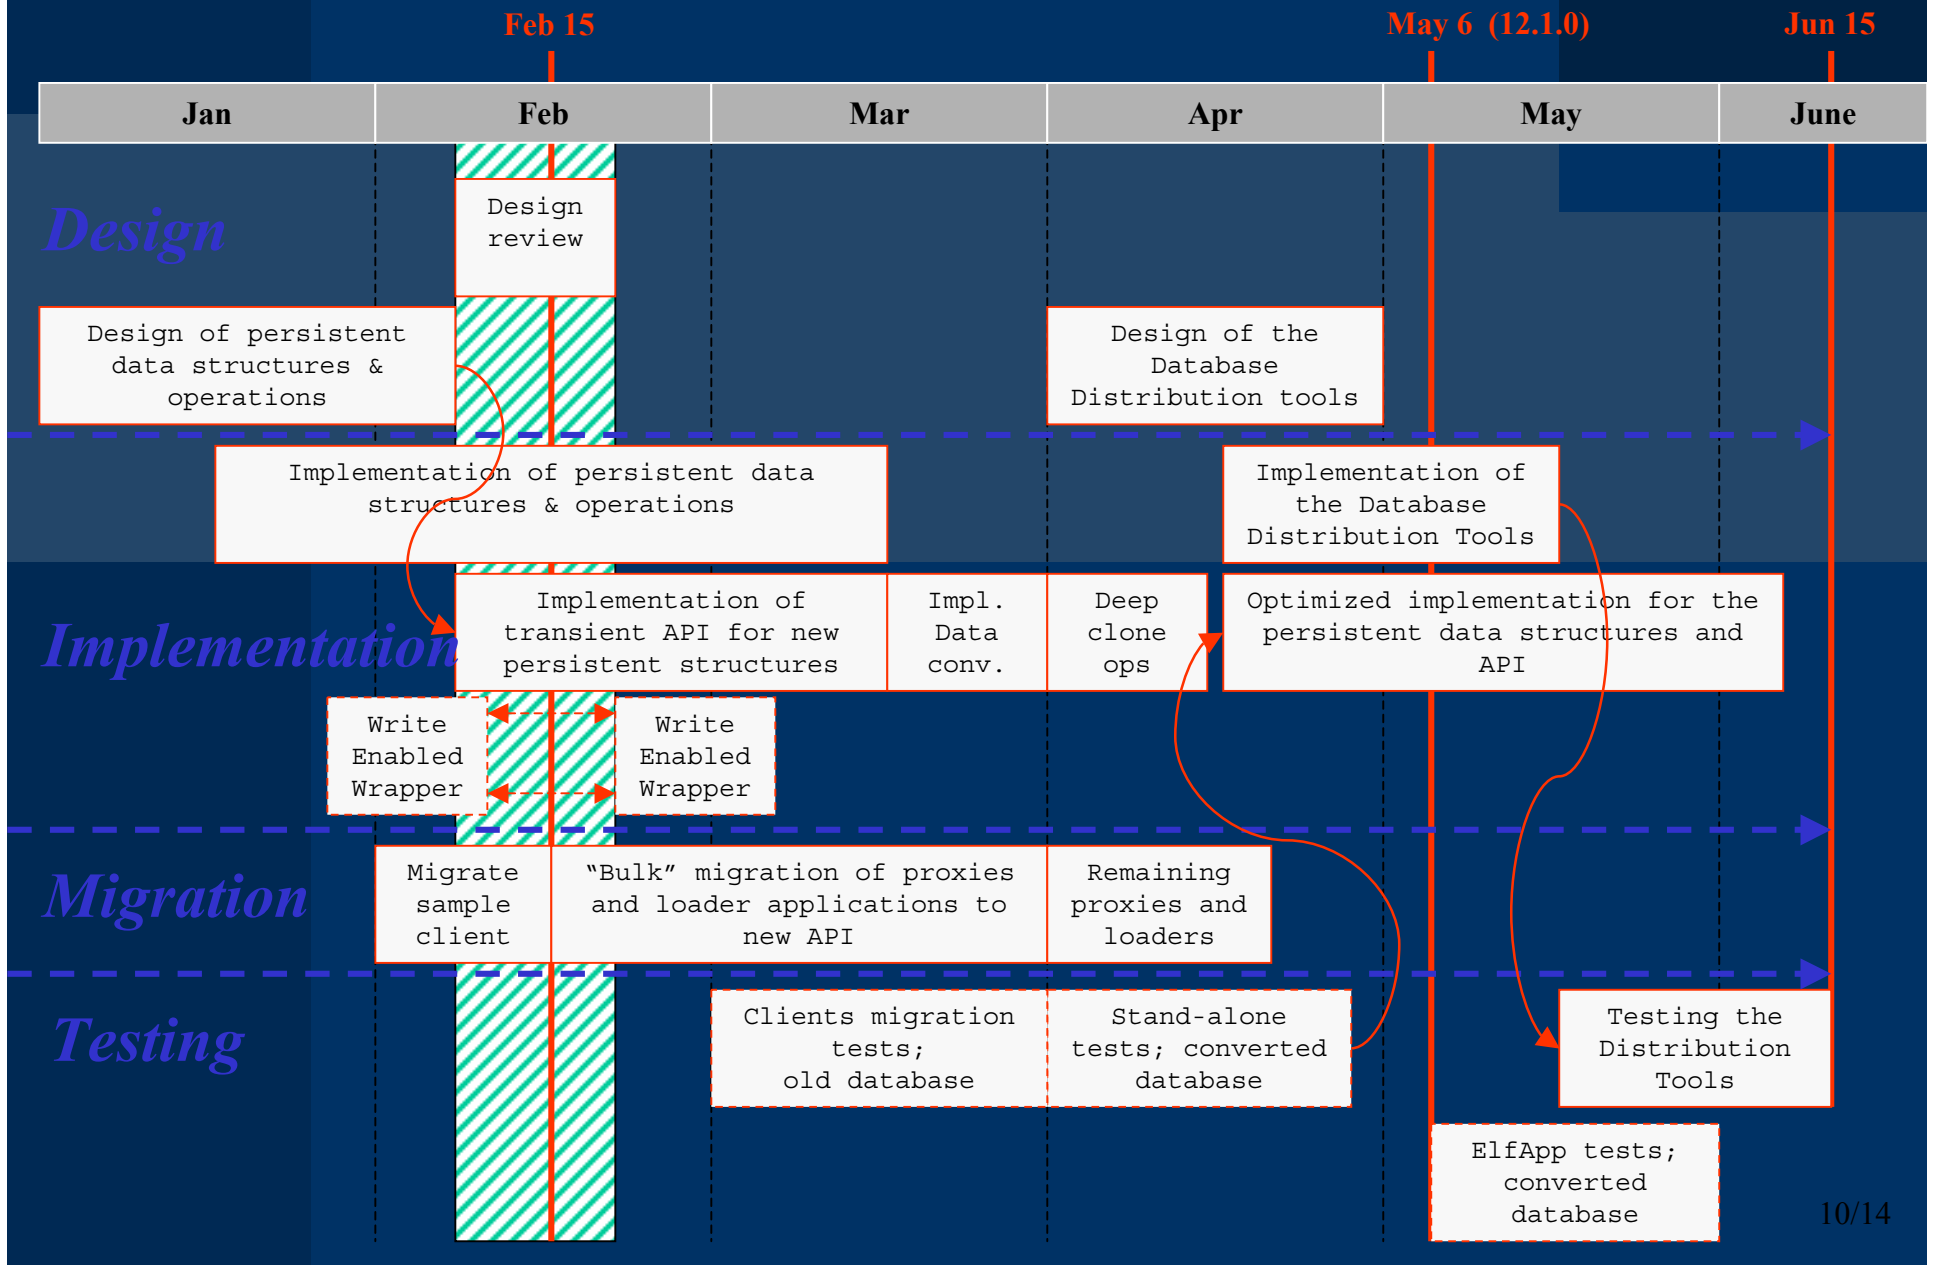 Feb 15
May 6  (12.1.0)
Jun 15
Jan
Feb
Mar
Apr
May
June
Design
Design
review
Design of persistent
data structures &
operations
Design of the
Database
Distribution tools
Implementation of persistent data
structures & operations
Implementation of
the Database
Distribution Tools
Implementation
Implementation of
transient API for new
persistent structures
Impl.
Data
conv.
Deep
clone
ops
Optimized implementation for the
persistent data structures and
API
Write
Enabled
Wrapper
Write
Enabled
Wrapper
Migration
Migrate
sample
client
“Bulk” migration of proxies
and loader applications to
new API
Remaining
proxies and
loaders
Testing
Clients migration
tests;
old database
Stand-alone
tests; converted
database
Testing the
Distribution
Tools
ElfApp tests;
converted
database
10/14